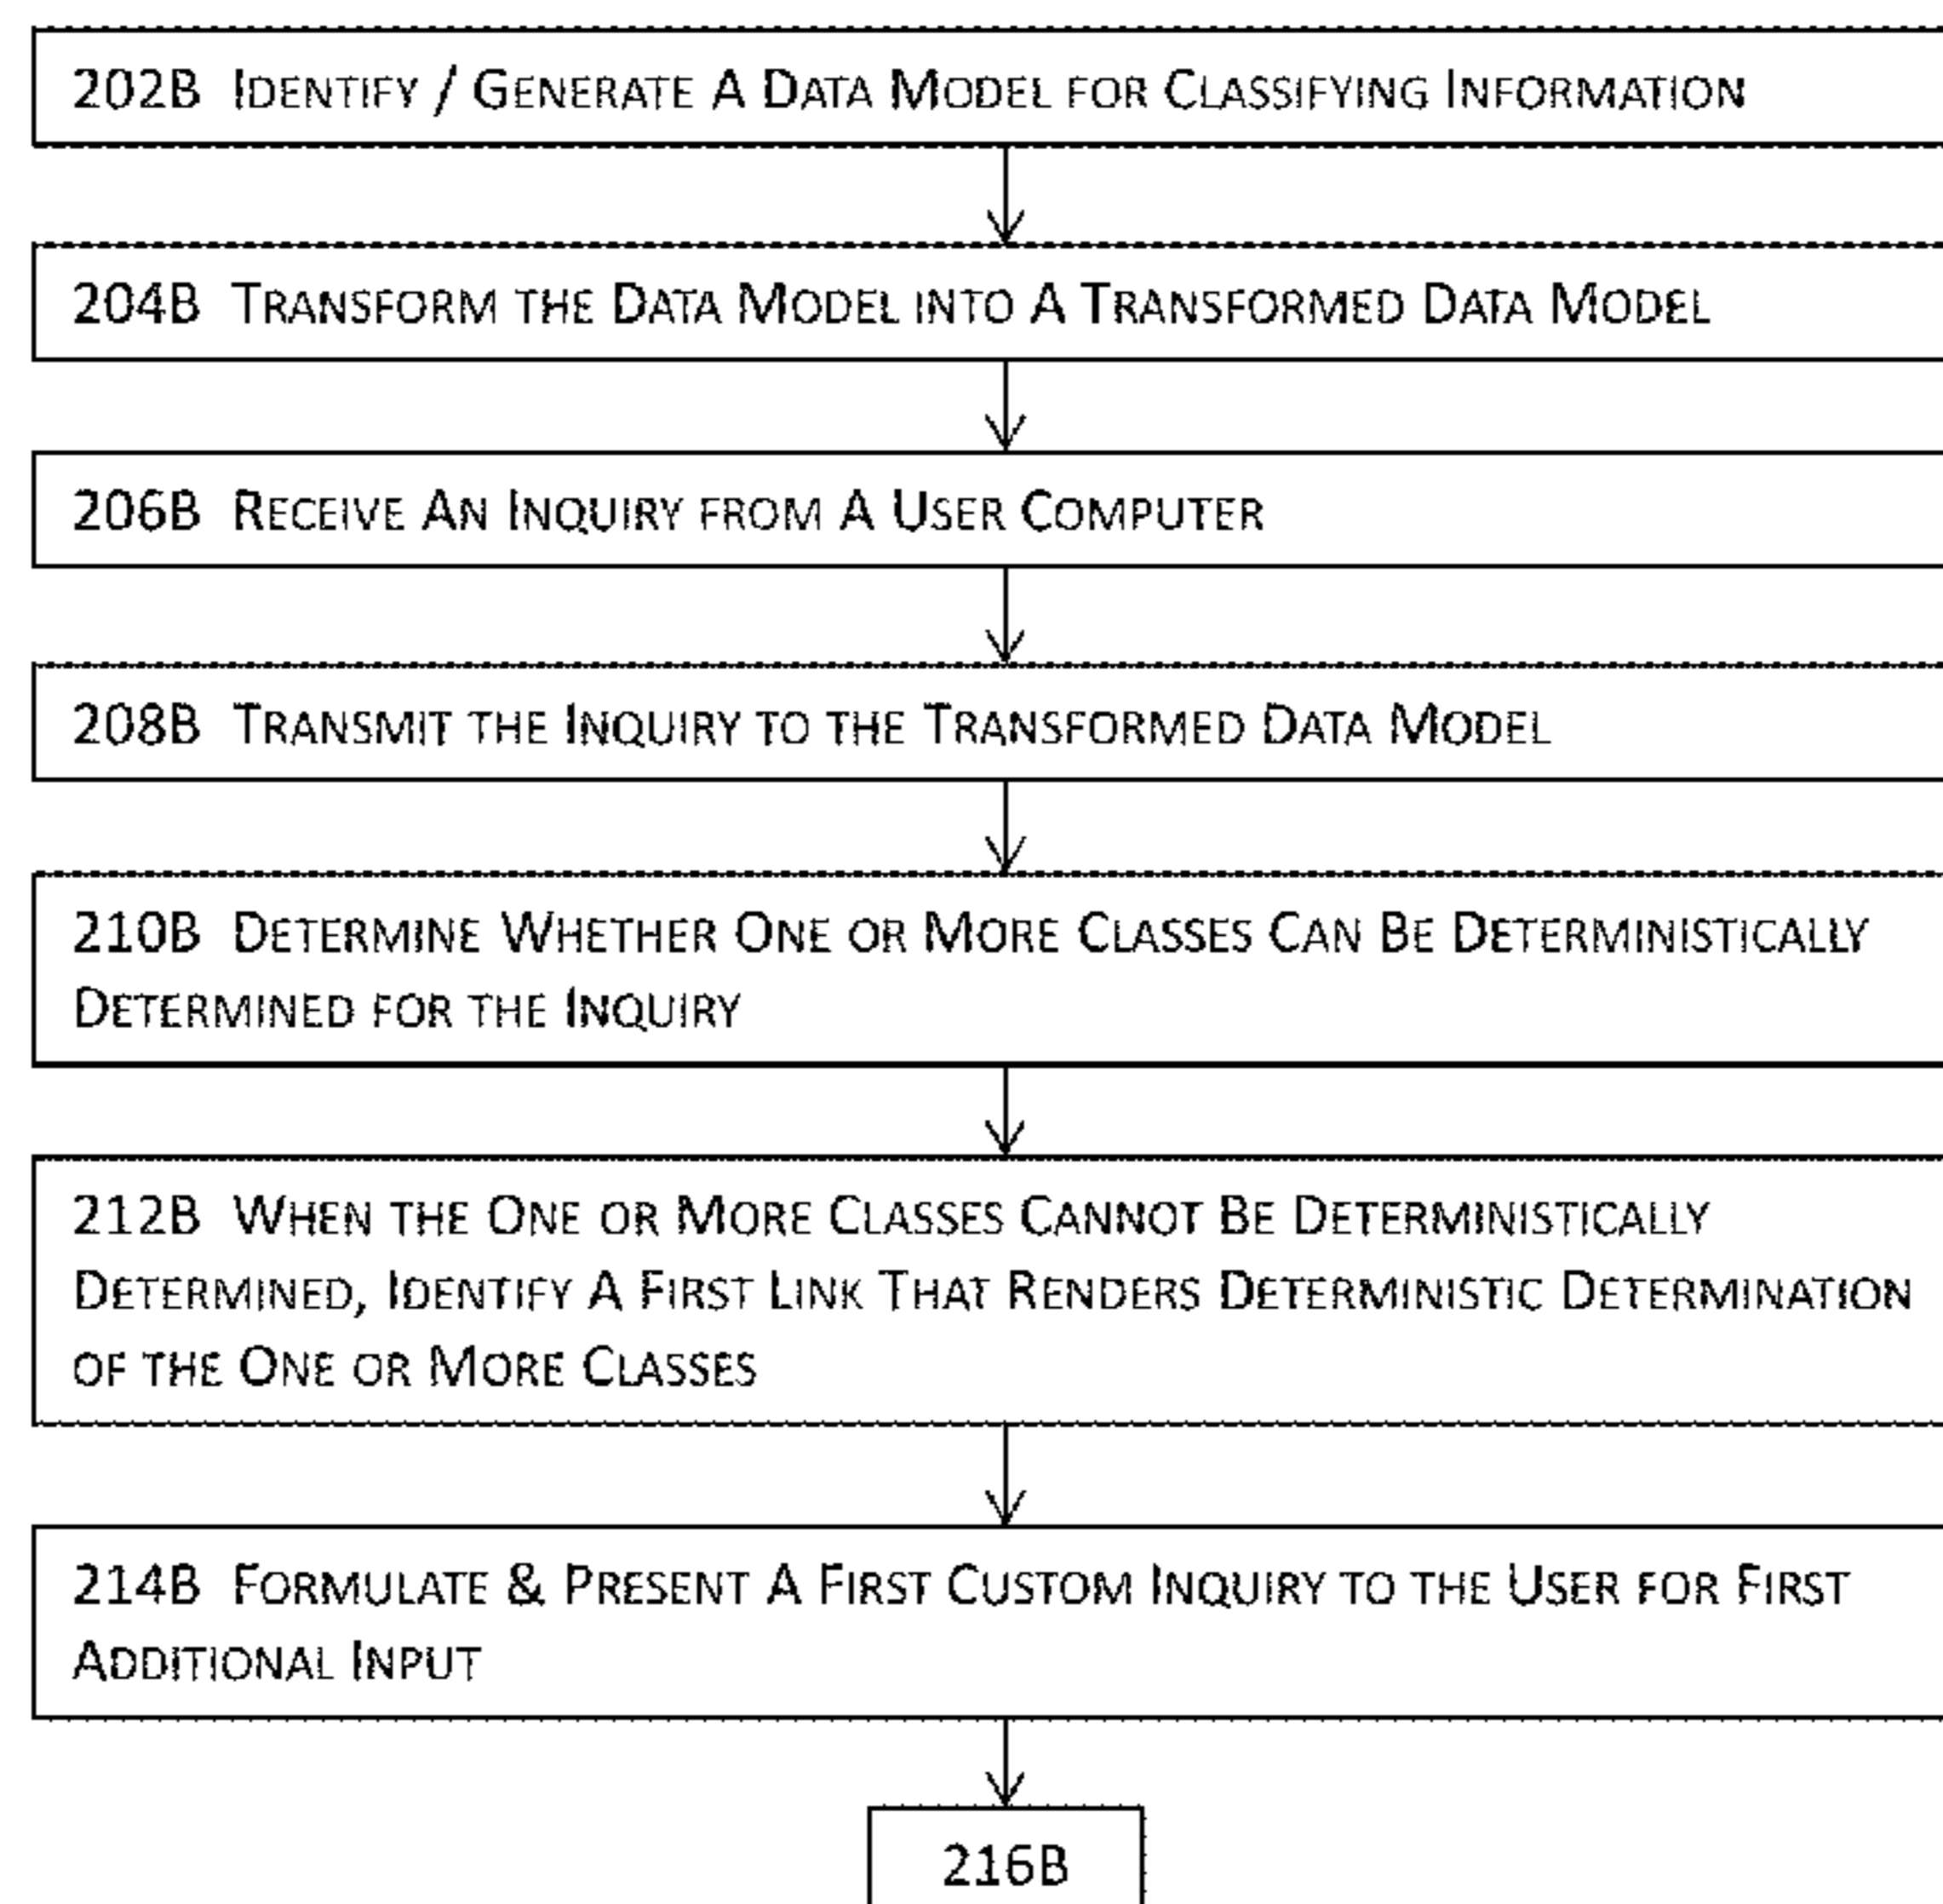 202B IDENTIFY / GENERATE A DATA MODEL FOR CLASSIFYING INFORMATION
204B TRANSFORM THE DATA MODEL INTO A TRANSFORMED DATA MODEL
206B RECEIVE AN INQUIRY FROM A USER COMPUTER
208B TRANSMIT THE INQUIRY TO THE TRANSFORMED DATA MODEL
210B DETERMINE WHETHER ONE OR MORE CLASSES CAN BE DETERMINISTICALLY
DETERMINED FOR THE INQUIRY
212B WHEN THE ONE OR MORE CLASSES CANNOT BE DETERMINISTICALLY
DETERMINED, IDENTIFY A FIRST LINK THAT RENDERS DETERMINISTIC DETERMINATION
OF THE ONE OR MORE CLASSES
214B FORMULATE & PRESENT A FIRST CUSTOM INQUIRY TO THE USER FOR FIRST
ADDITIONAL INPUT
216B